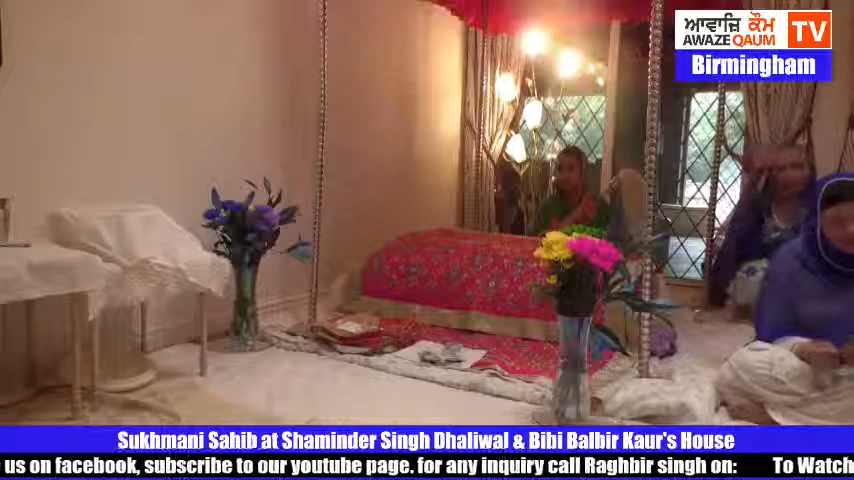 ਆਵਾਜ਼ਿ ਕੌਮ
AWAZE QAUM
TV
Birmingham
Sukhmani Sahib at Shaminder Singh Dhaliwal & Bibi Balbir Kaur's House
us on facebook, subscribe to our youtube page. for any inquiry call Raghbir singh on: To Watch